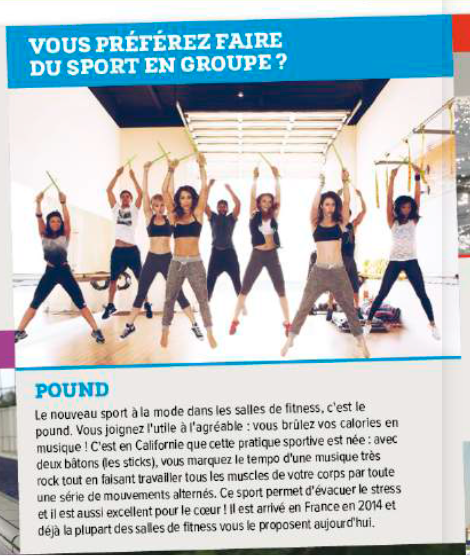 VOUS PRÉFÉREZ FAIRE
DU SPORT EN GROUPE ?
POUND
Le nouveau sport à la mode dans les salles de fitness, c'est le
pound. Vous joignez l'utile à l'agréable : vous brûlez vos calories en
musique ! C'est en Californie que cette pratique sportive est née : avec
deux bâtons (les sticks), vous marquez le tempo d'une musique très
rock tout en faisant travailler tous les muscles de votre corps par toute
une série de mouvements alternés. Ce sport permet d'évacuer le stress
et il est aussi excellent pour le cœur ! Il est arrivé en France en 2014 et
déjà la plupart des salles de fitness vous le proposent aujourd'hui.